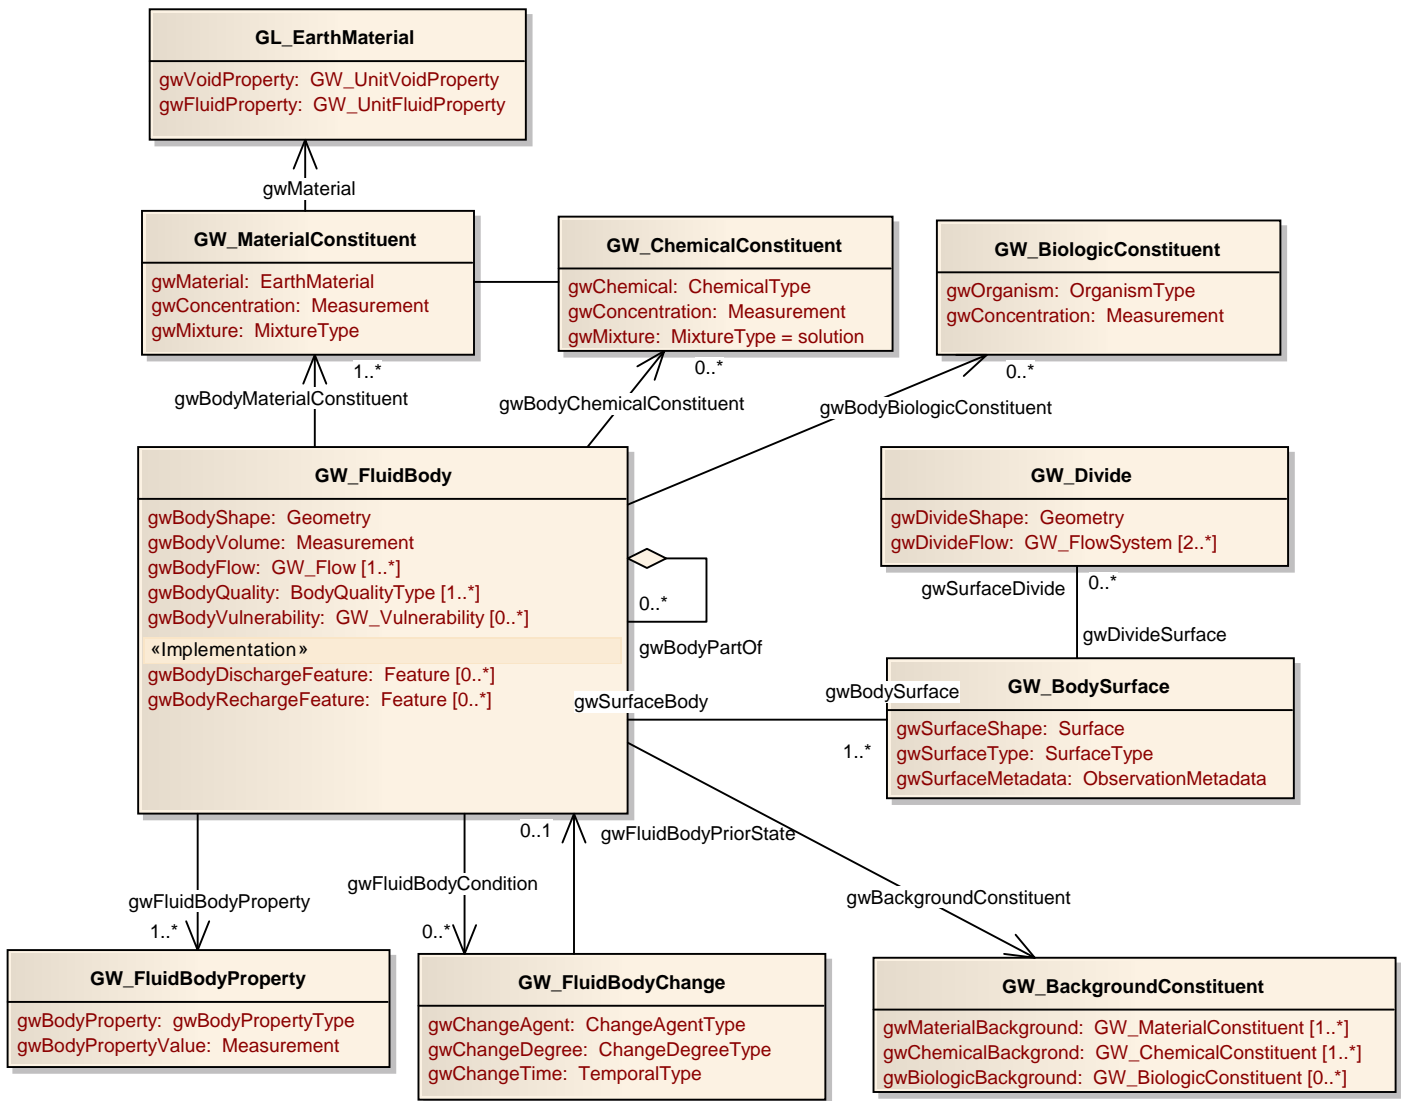 GL_EarthMaterial
gwVoidProperty:  GW_UnitVoidProperty
gwFluidProperty:  GW_UnitFluidProperty
gwMaterial
GW_MaterialConstituent
gwMaterial:  EarthMaterial
gwConcentration:  Measurement
gwMixture:  MixtureType
GW_ChemicalConstituent
gwChemical:  ChemicalType
gwConcentration:  Measurement
gwMixture:  MixtureType = solution
GW_BiologicConstituent
gwOrganism:  OrganismType
gwConcentration:  Measurement
1..*
gwBodyMaterialConstituent
0..*
gwBodyChemicalConstituent
0..*
gwBodyBiologicConstituent
GW_FluidBody
gwBodyShape:  Geometry
gwBodyVolume:  Measurement
gwBodyFlow:  GW_Flow [1..*]
gwBodyQuality:  BodyQualityType [1..*]
gwBodyVulnerability:  GW_Vulnerability [0..*]
«Implementation»
gwBodyDischargeFeature:  Feature [0..*]
gwBodyRechargeFeature:  Feature [0..*]
0..*
gwBodyPartOf
GW_Divide
gwDivideShape:  Geometry
gwDivideFlow:  GW_FlowSystem [2..*]
gwSurfaceDivide
0..*
gwDivideSurface
gwSurfaceBody
gwBodySurface
1..*
GW_BodySurface
gwSurfaceShape:  Surface
gwSurfaceType:  SurfaceType
gwSurfaceMetadata:  ObservationMetadata
0..1
gwFluidBodyPriorState
gwFluidBodyCondition
0..*
gwFluidBodyProperty
1..*
gwBackgroundConstituent
GW_FluidBodyProperty
gwBodyProperty:  gwBodyPropertyType
gwBodyPropertyValue:  Measurement
GW_FluidBodyChange
gwChangeAgent:  ChangeAgentType
gwChangeDegree:  ChangeDegreeType
gwChangeTime:  TemporalType
GW_BackgroundConstituent
gwMaterialBackground:  GW_MaterialConstituent [1..*]
gwChemicalBackgrond:  GW_ChemicalConstituent [1..*]
gwBiologicBackground:  GW_BiologicConstituent [0..*]